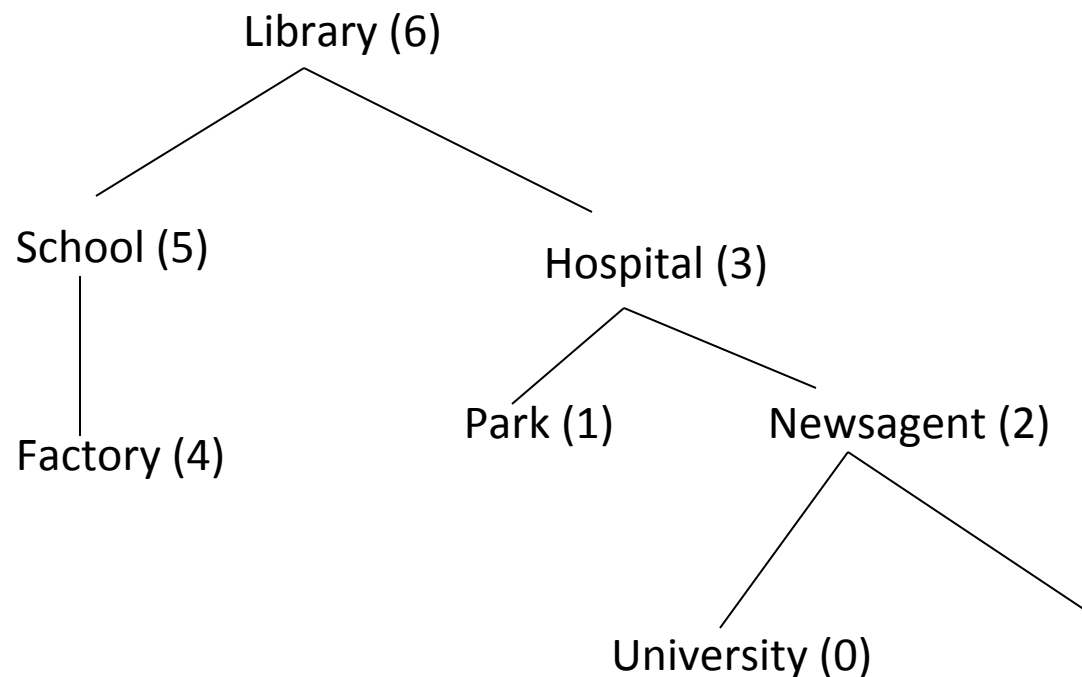 Library (6)
School (5)
Hospital (3)
Park (1)
Newsagent (2)
Factory (4)
University (0)